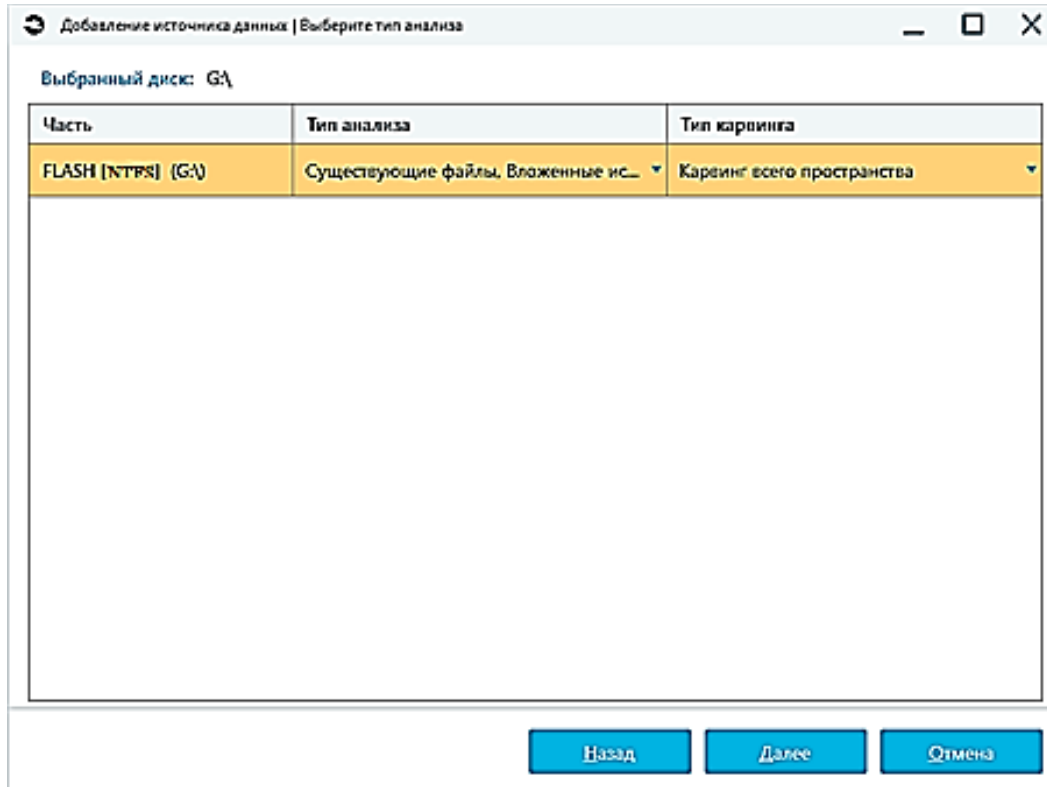 Добавление источника данных | Выберите тип анализа
Выбранный диск: G:\
Часть Тип анализа Тип карвинга
FLASH [NTFS] (G:\) Существующие файлы, Вложенные ис... Карвинг всего пространства
Назад Далее Отмена